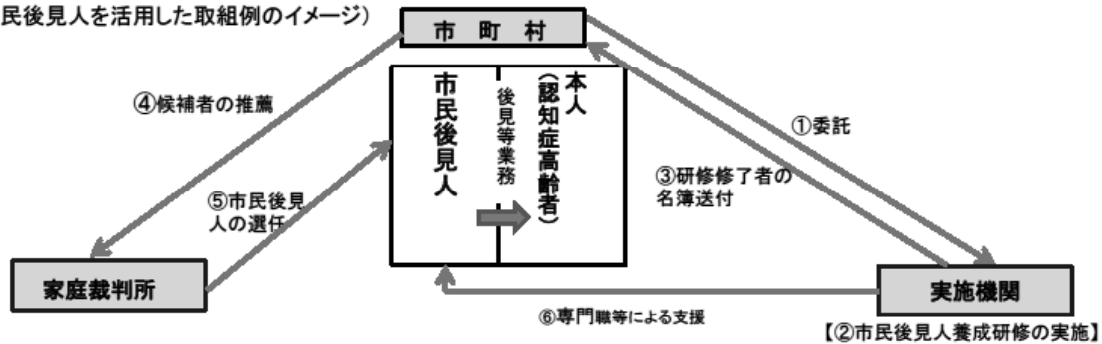 民後見人を活用した取組例のイメージ）
市　町　村
④候補者の推薦
①委託
市民後見人
後見等業務
本人
（認知症高齢者）
③研修修了者の
名簿送付
⑤市民後見
人の選任
家庭裁判所
実施機関
⑥専門職等による支援
【②市民後見人養成研修の実施】